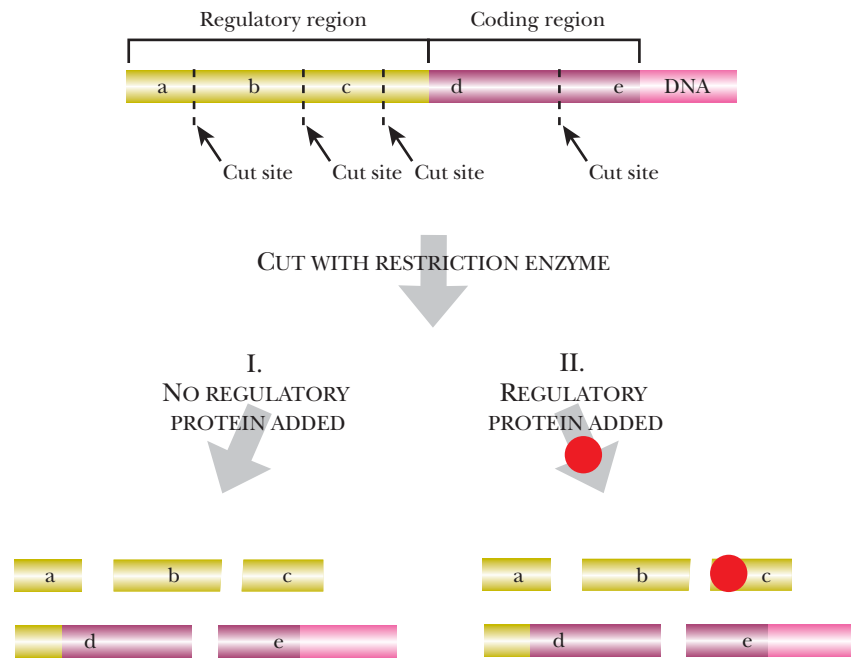 Regulatory region Coding region
a b c d e DNA
Cut site Cut site Cut site Cut site
CUT WITH RESTRICTION ENZYME
I.
NO REGULATORY
PROTEIN ADDED
II.
REGULATORY
PROTEIN ADDED
a b c
d e
a b c
d e